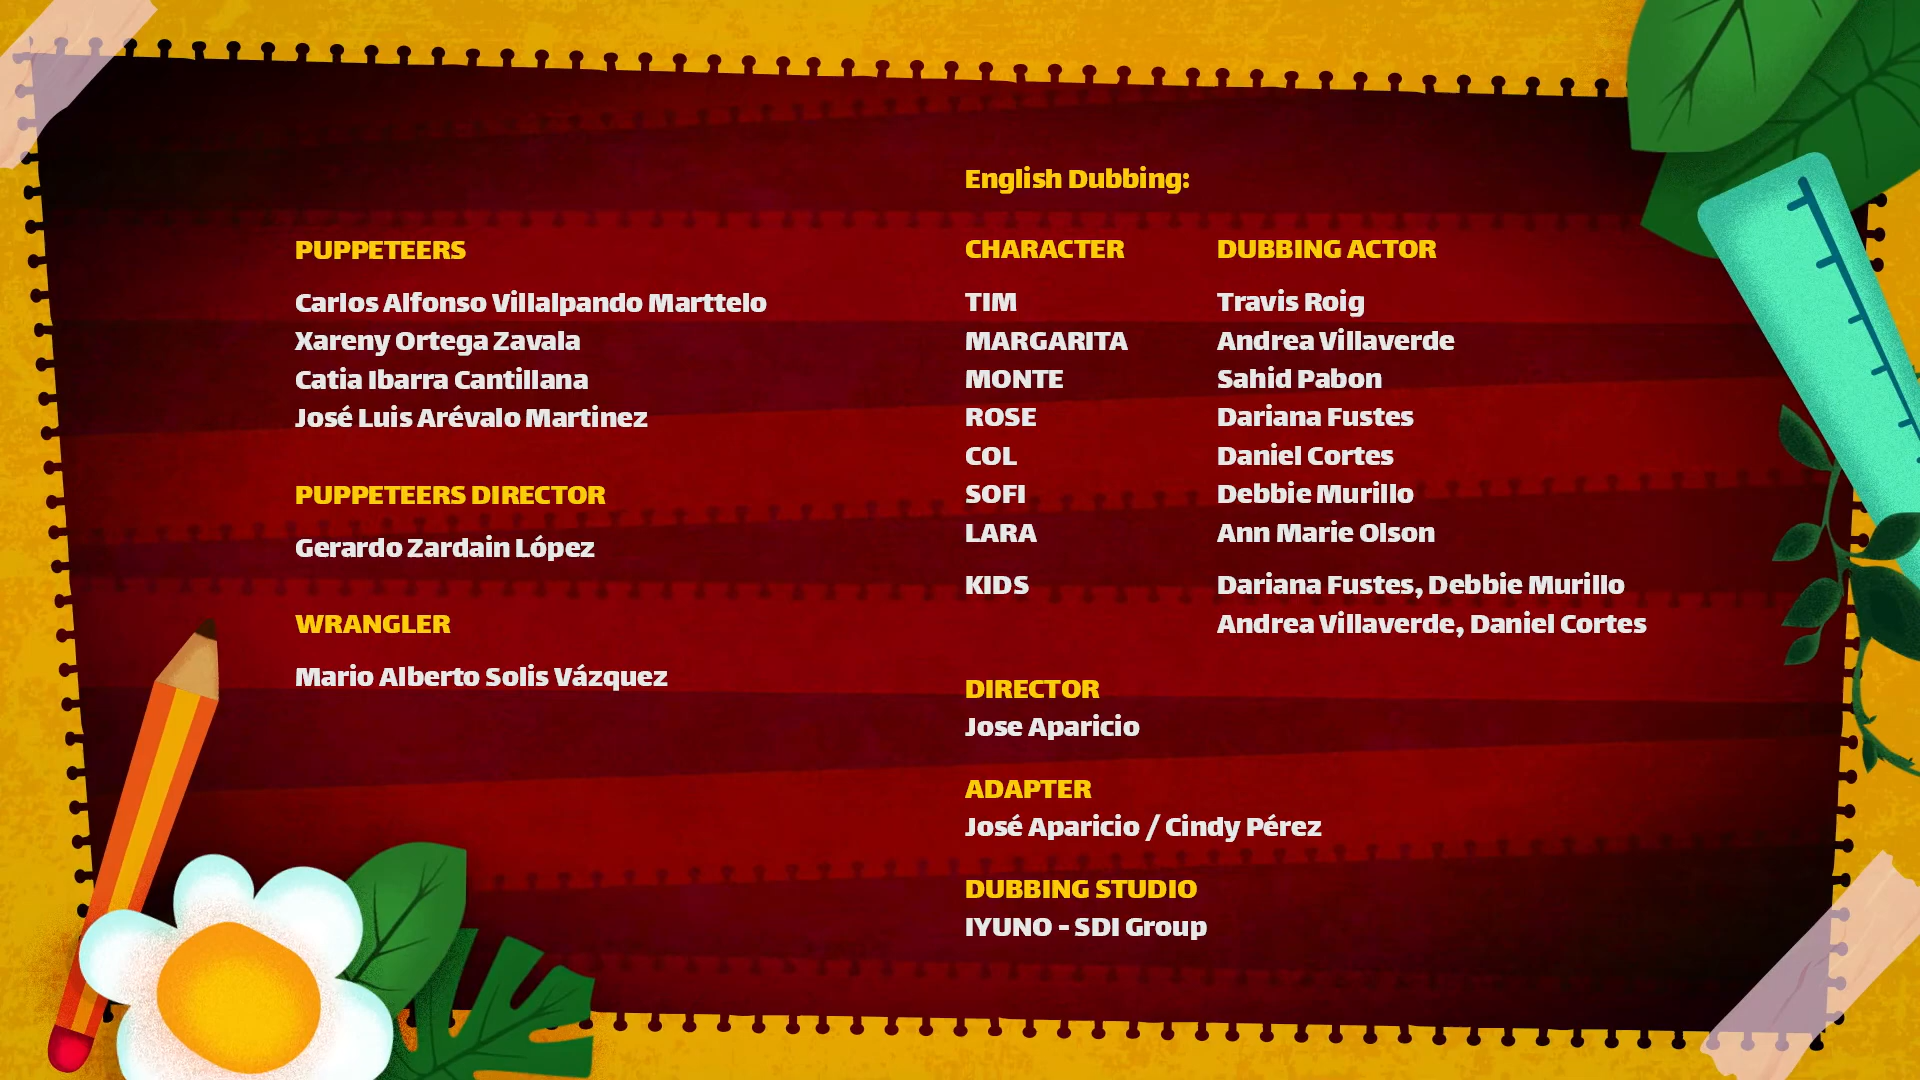 PUPPETEERS
Carlos Alfonso Villalpando Marttelo
Xareny Ortega Zavala
Catia Ibarra Cantillana
José Luis Arévalo Martinez
PUPPETEERS DIRECTOR
Gerardo Zardain López
WRANGLER
Mario Alberto Solis Vázquez
English Dubbing:
CHARACTER DUBBING ACTOR
TIM Travis Roig
MARGARITA Andrea Villaverde
MONTE Sahid Pabon
ROSE Dariana Fustes
COL Daniel Cortes
SOFI Debbie Murillo
LARA Ann Marie Olson
KIDS Dariana Fustes, Debbie Murillo
Andrea Villaverde, Daniel Cortes
DIRECTOR
Jose Aparicio
ADAPTER
José Aparicio / Cindy Pérez
DUBBING STUDIO
IYUNO - SDI Group